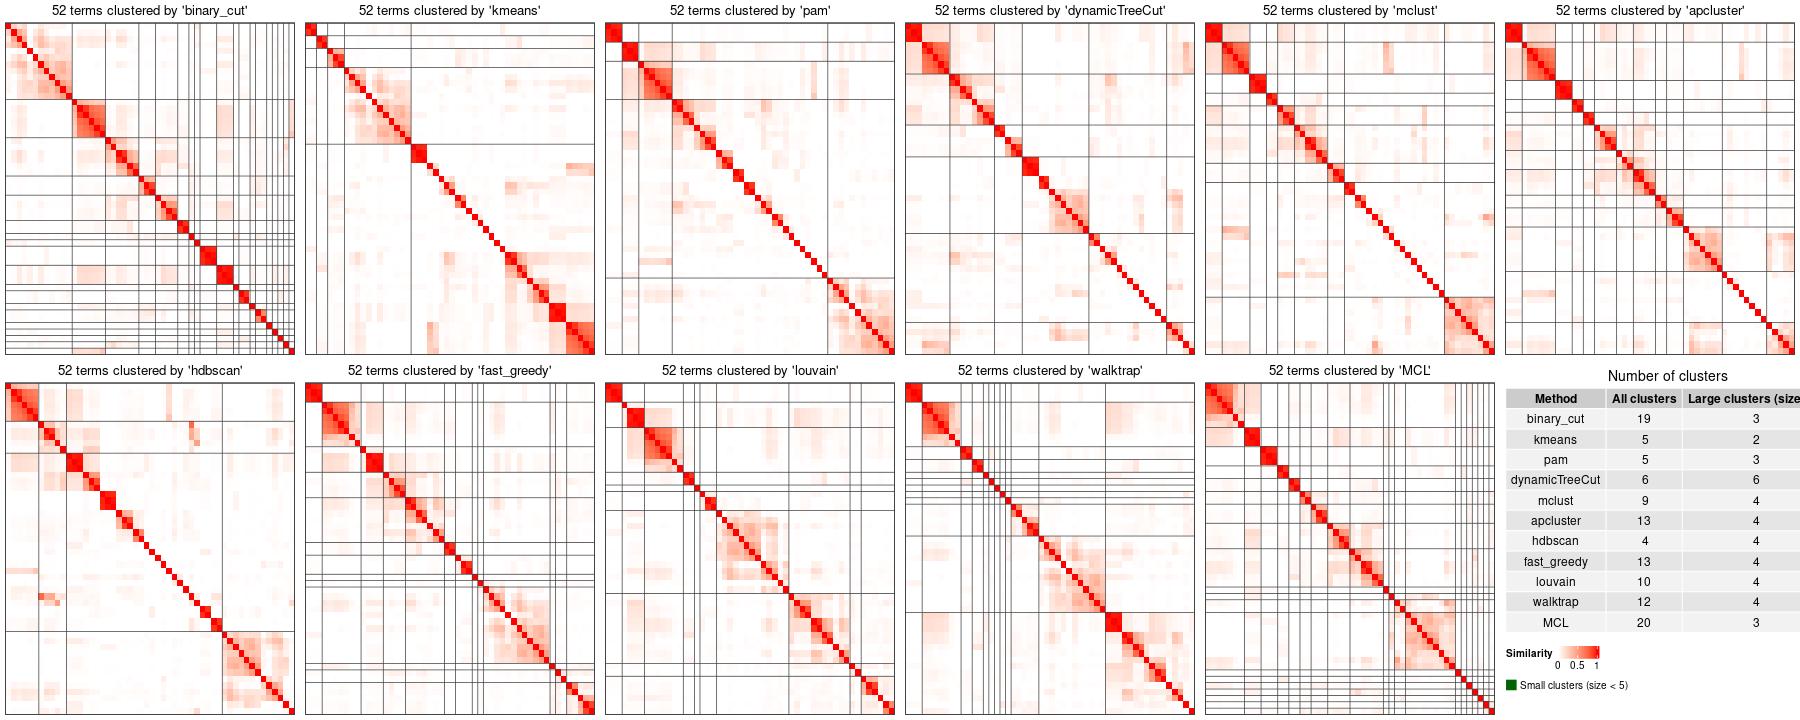 52 terms clustered by 'binary_cut'
52 terms clustered by 'kmeans'
52 terms clustered by 'pam'
52 terms clustered by 'dynamicTreeCut'
52 terms clustered by 'mclust'
52 terms clustered by 'apcluster'
52 terms clustered by 'hdbscan'
52 terms clustered by 'fast_greedy'
52 terms clustered by 'louvain'
52 terms clustered by 'walktrap'
52 terms clustered by 'MCL'
Number of clusters
Method All clusters Large clusters (size
binary_cut 19 3
kmeans 5 2
pam 5 3
dynamicTreeCut 6 6
mclust 9 4
apcluster 13 4
hdbscan 4 4
fast_greedy 13 4
louvain 10 4
walktrap 12 4
MCL 20 3
Similarity
0 0.5 1
Small clusters (size < 5)